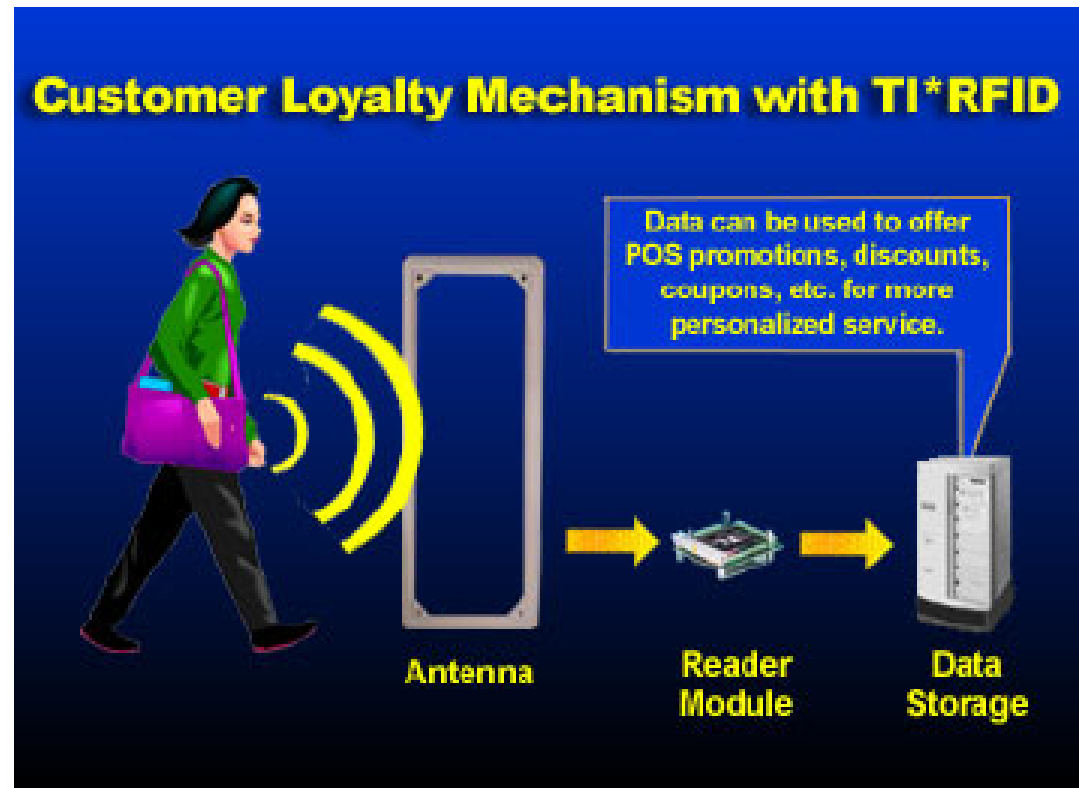 Customer Loyalty Mechanism with TI*RFID
Data can be used to offer
POS promotions, discounts,
coupons, etc. for more
personalized service.
Antenna
Reader
Module
Data
Storage